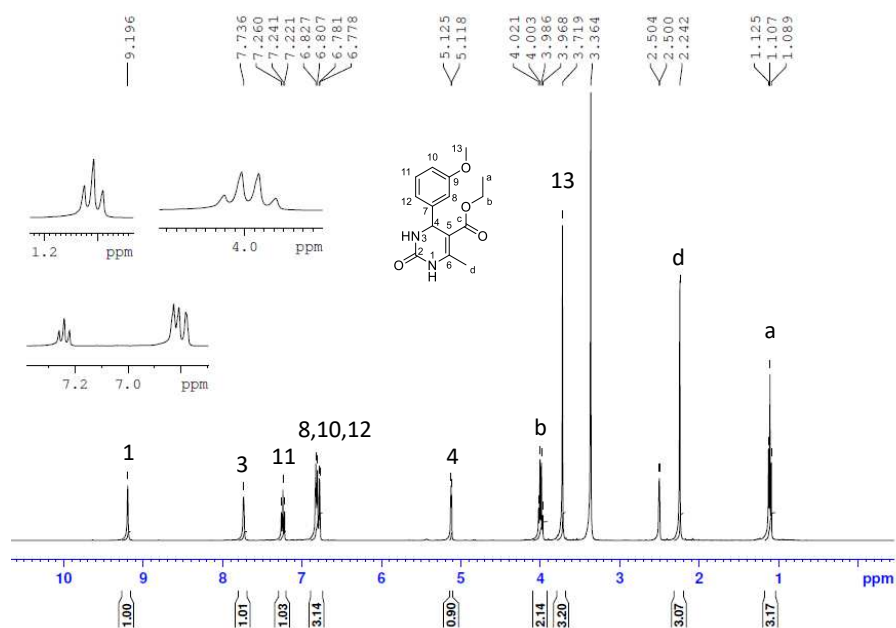 9.196
7.736
7.260
7.241
7.221
6.827
6.807
6.781
6.778
5.125
5.118
4.021
4.003
3.986
3.968
3.719
3.364
2.504
2.500
2.242
1.125
1.107
1.089
1.2 ppm
4.0 ppm
7.2 7.0 ppm
13
O
11 10 9 8 12 7
a
O
b
4 5 c
HN 3
O
2 N 1 6
O
H
d
13
d
a
1
3
11
8,10,12
4
b
10 9 8 7 6 5 4 3 2 1 ppm
1.00 1.01 1.03 3.14 0.90 2.14 3.20 3.07 3.17